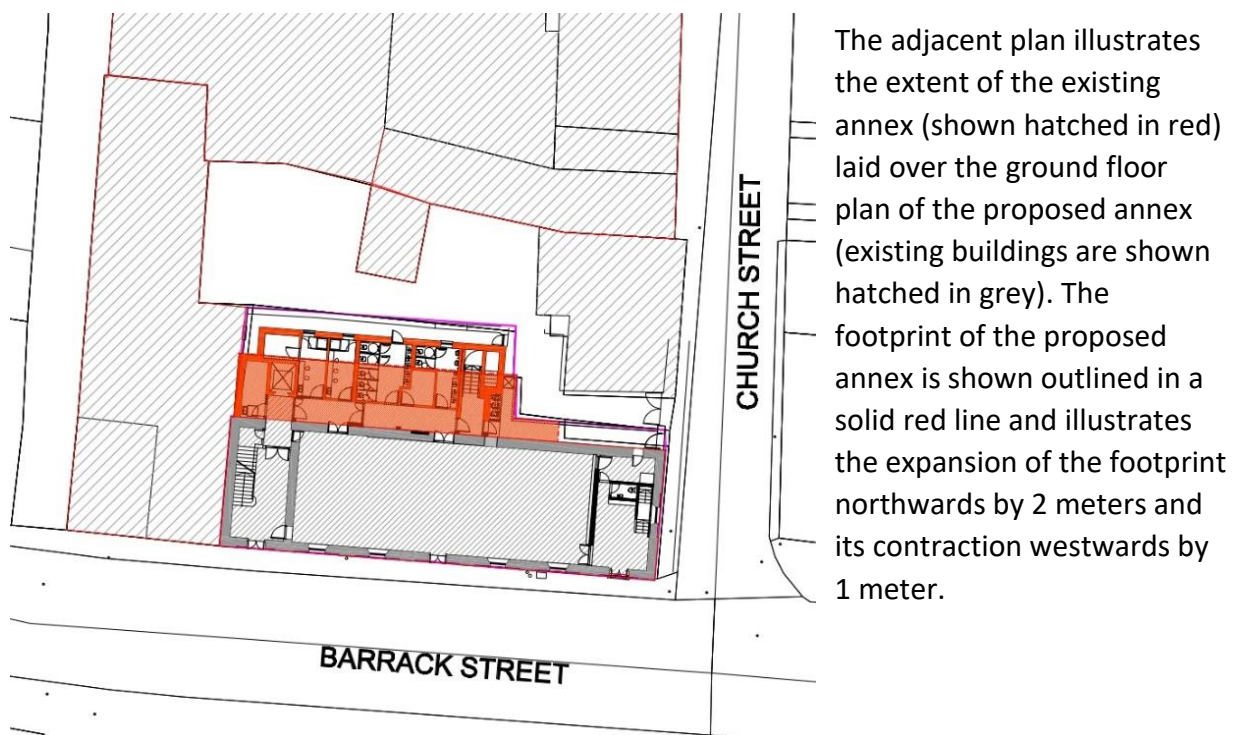 The adjacent plan illustrates
the extent of the existing
annex (shown hatched in red)
laid over the ground floor
plan of the proposed annex
(existing buildings are shown
hatched in grey). The
footprint of the proposed
annex is shown outlined in a
solid red line and illustrates
the expansion of the footprint
northwards by 2 meters and
its contraction westwards by
1 meter.
CHURCH STREET
BARRACK STREET